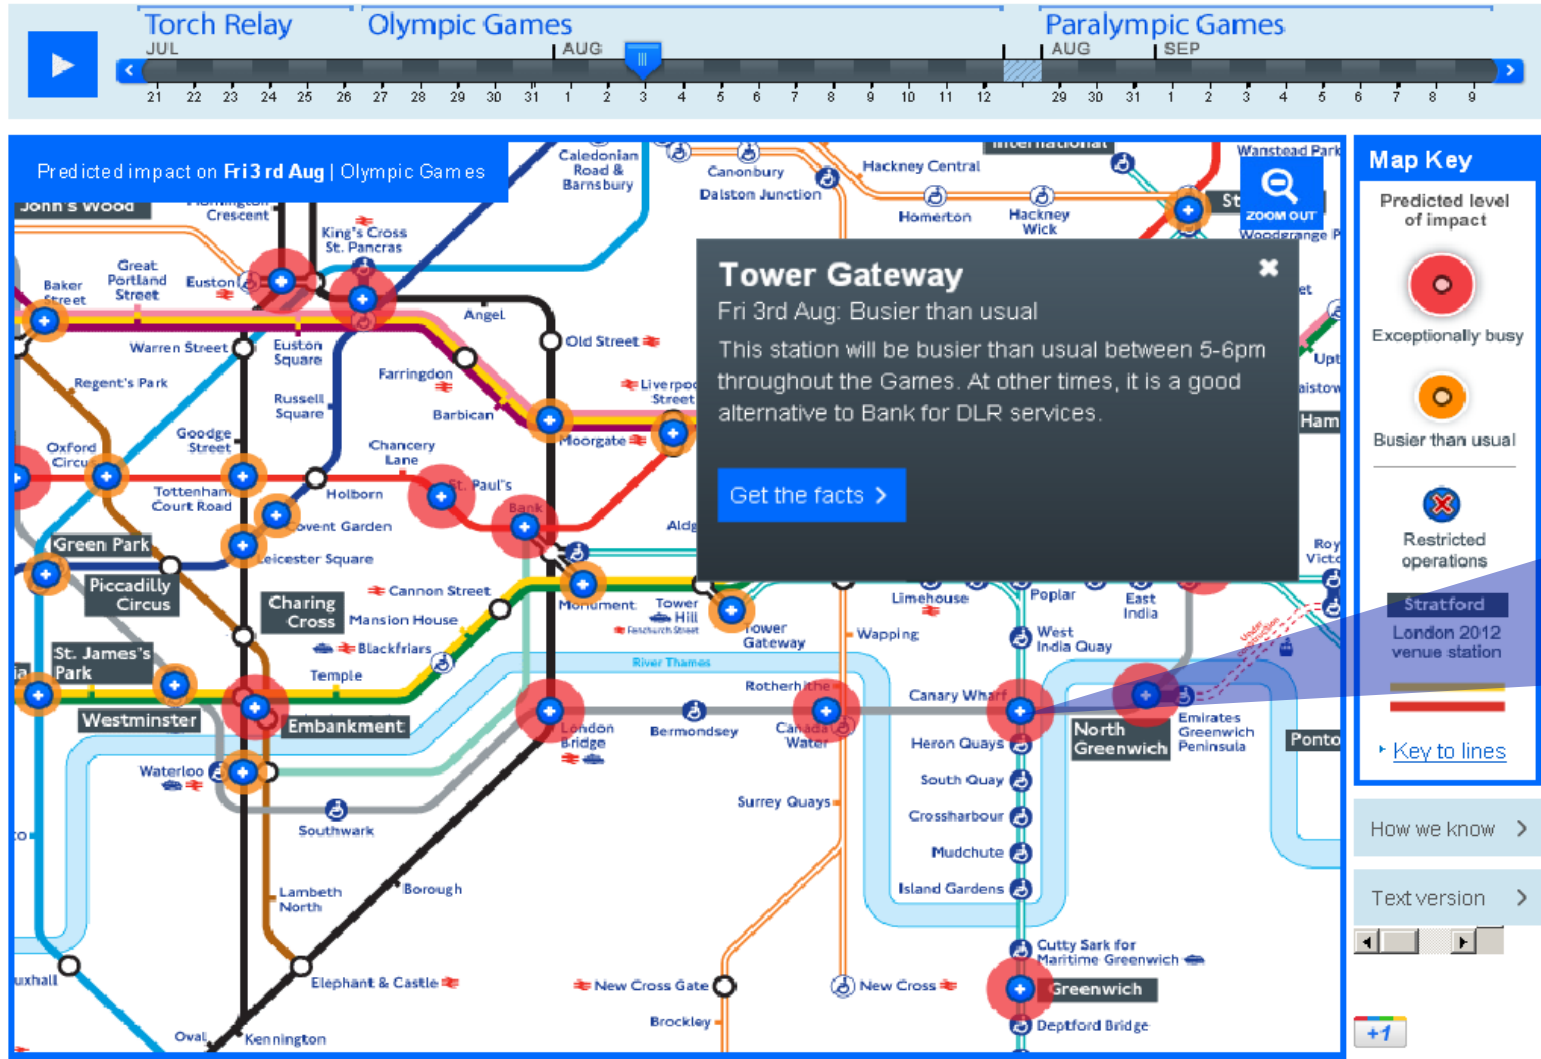 Torch Relay
Olympic Games
Paralympic Games
JUL
AUG
AUG
SEP
21 22 23 24 25 26 27 28 29 30 31 1 2 3 4 5 6 7 8 9 10 11 12 29 30 31 1 2 3 4 5 6 7 8 9
Predicted impact on Fri 3rd Aug | Olympic Games
John's Wood
Mornington
Crescent
Caledonian
Road &
Barnsbury
Canonbury
Dalston Junction
Hackney Central
Homerton
Hackney
Wick
International
Wanstead Park
ZOOM OUT
Woodgrange P
King's Cross
St. Pancras
Euston
Great
Portland
Street
Baker
Street
Angel
Old Street
Warren Street
Euston
Square
Farringdon
Regent's Park
Russell
Square
Barbican
Liverpoo
Street
Moorgate
Goodge
Street
Chancery
Lane
Oxford
Circus
Tottenham
Court Road
Holborn
St. Paul's
Bank
Covent Garden
Leicester Square
Green Park
Piccadilly
Circus
Charing
Cross
Cannon Street
Mansion House
Monument
Tower
Hill
Fenchurch Street
Tower
Gateway
Blackfriars
St. James's
Park
Temple
Westminster
Embankment
River Thames
Waterloo
Southwark
London
Bridge
Bermondsey
Rotherhithe
Canada
Water
Wapping
Limehouse
Poplar
East
India
West
India Quay
Canary Wharf
Heron Quays
South Quay
Crossharbour
Mudchute
Island Gardens
Cutty Sark for
Maritime Greenwich
Greenwich
Deptford Bridge
North
Greenwich
Emirates
Greenwich
Peninsula
Under
Surrey Quays
Lambeth
North
Borough
Elephant & Castle
New Cross Gate
New Cross
Brockley
Oval
Kennington
Tower Gateway
Fri 3rd Aug: Busier than usual
This station will be busier than usual between 5-6pm
throughout the Games. At other times, it is a good
alternative to Bank for DLR services.
Get the facts
Map Key
Predicted level
of impact
Exceptionally busy
Busier than usual
Restricted
operations
Stratford
London 2012
venue station
Key to lines
How we know
Text version
+1